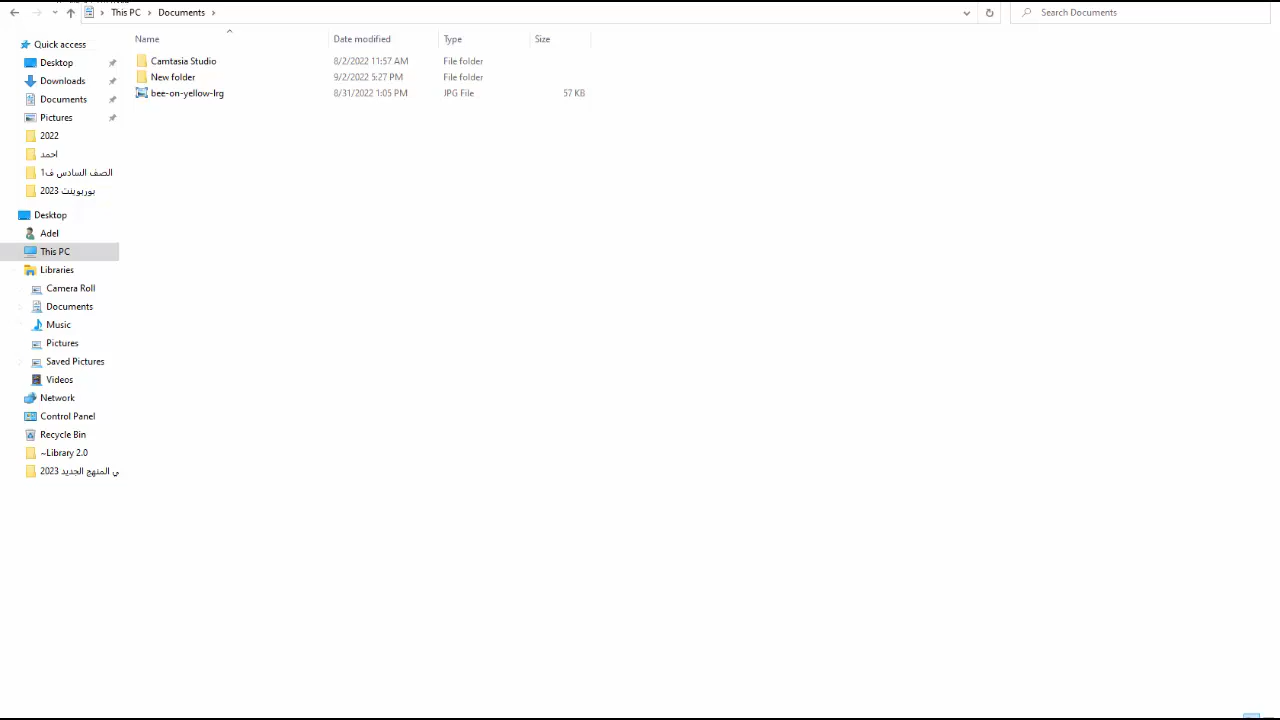 This PC > Documents >
Search Documents
Name Date modified Type Size
Quick access
Desktop
Downloads
Documents
Pictures
2022
احمد
الصف السادس ف1
بوربوينت 2023
Desktop
Adel
This PC
Libraries
Camera Roll
Documents
Music
Pictures
Saved Pictures
Videos
Network
Control Panel
Recycle Bin
~Library 2.0
ي المنهج الجديد 2023
Camtasia Studio 8/2/2022 11:57 AM File folder
New folder 9/2/2022 5:27 PM File folder
bee-on-yellow-lrg 8/31/2022 1:05 PM JPG File 57 KB